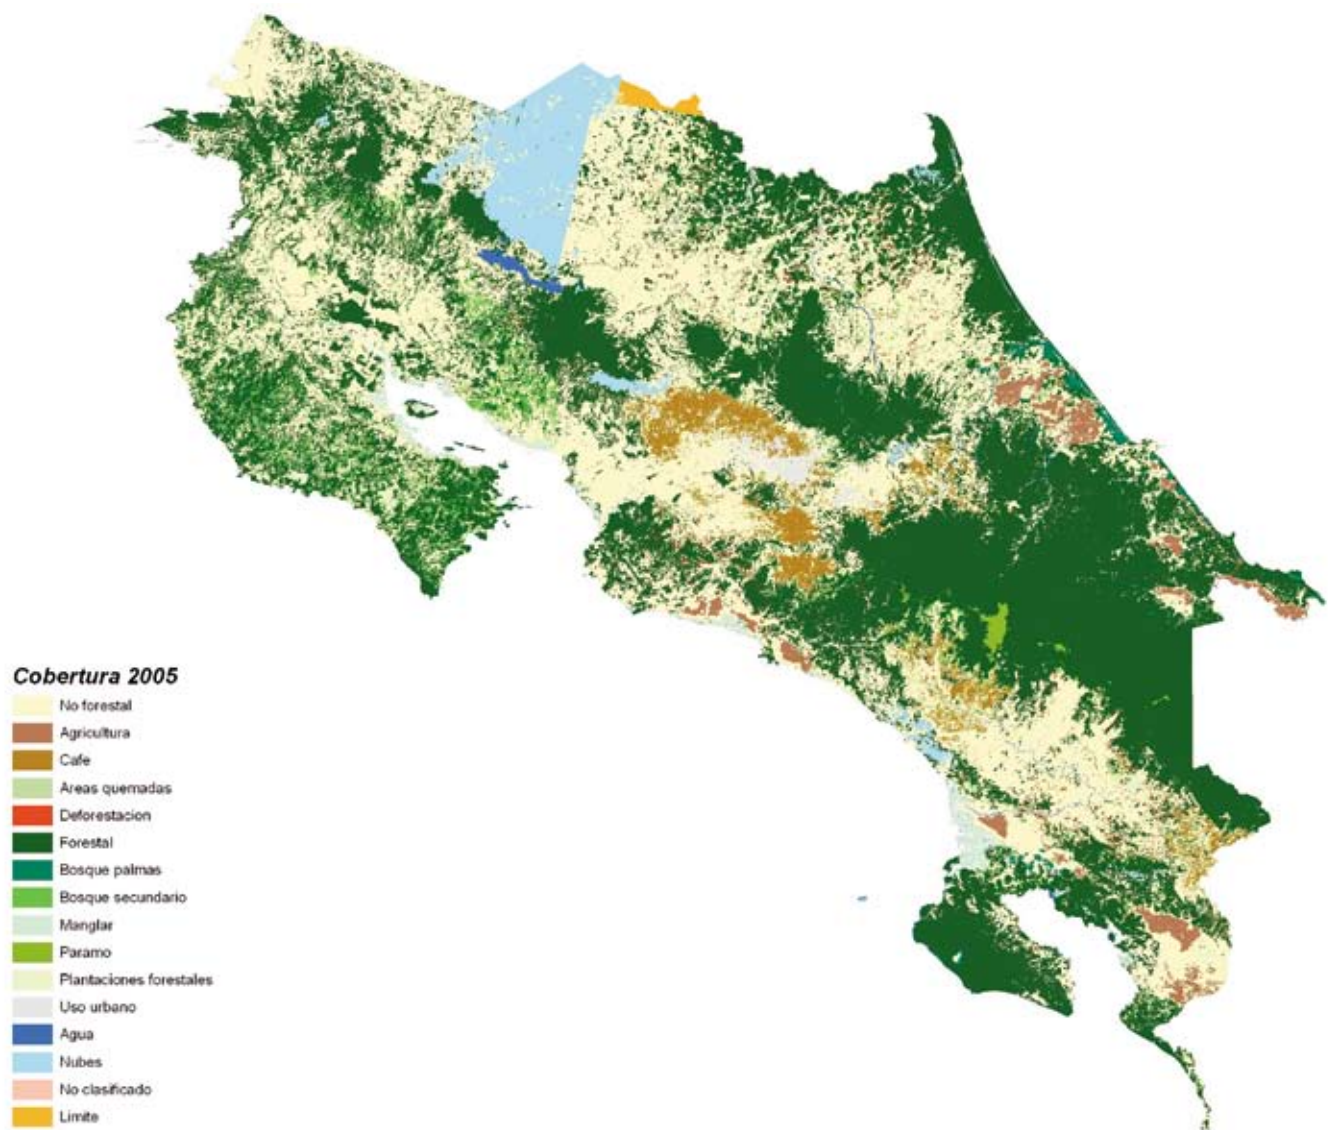 Cobertura 2005
No forestal
Agricultura
Cafe
Areas quemadas
Deforestacion
Forestal
Bosque palmas
Bosque secundario
Manglar
Paramo
Plantaciones forestales
Uso urbano
Agua
Nubes
No clasificado
Limite